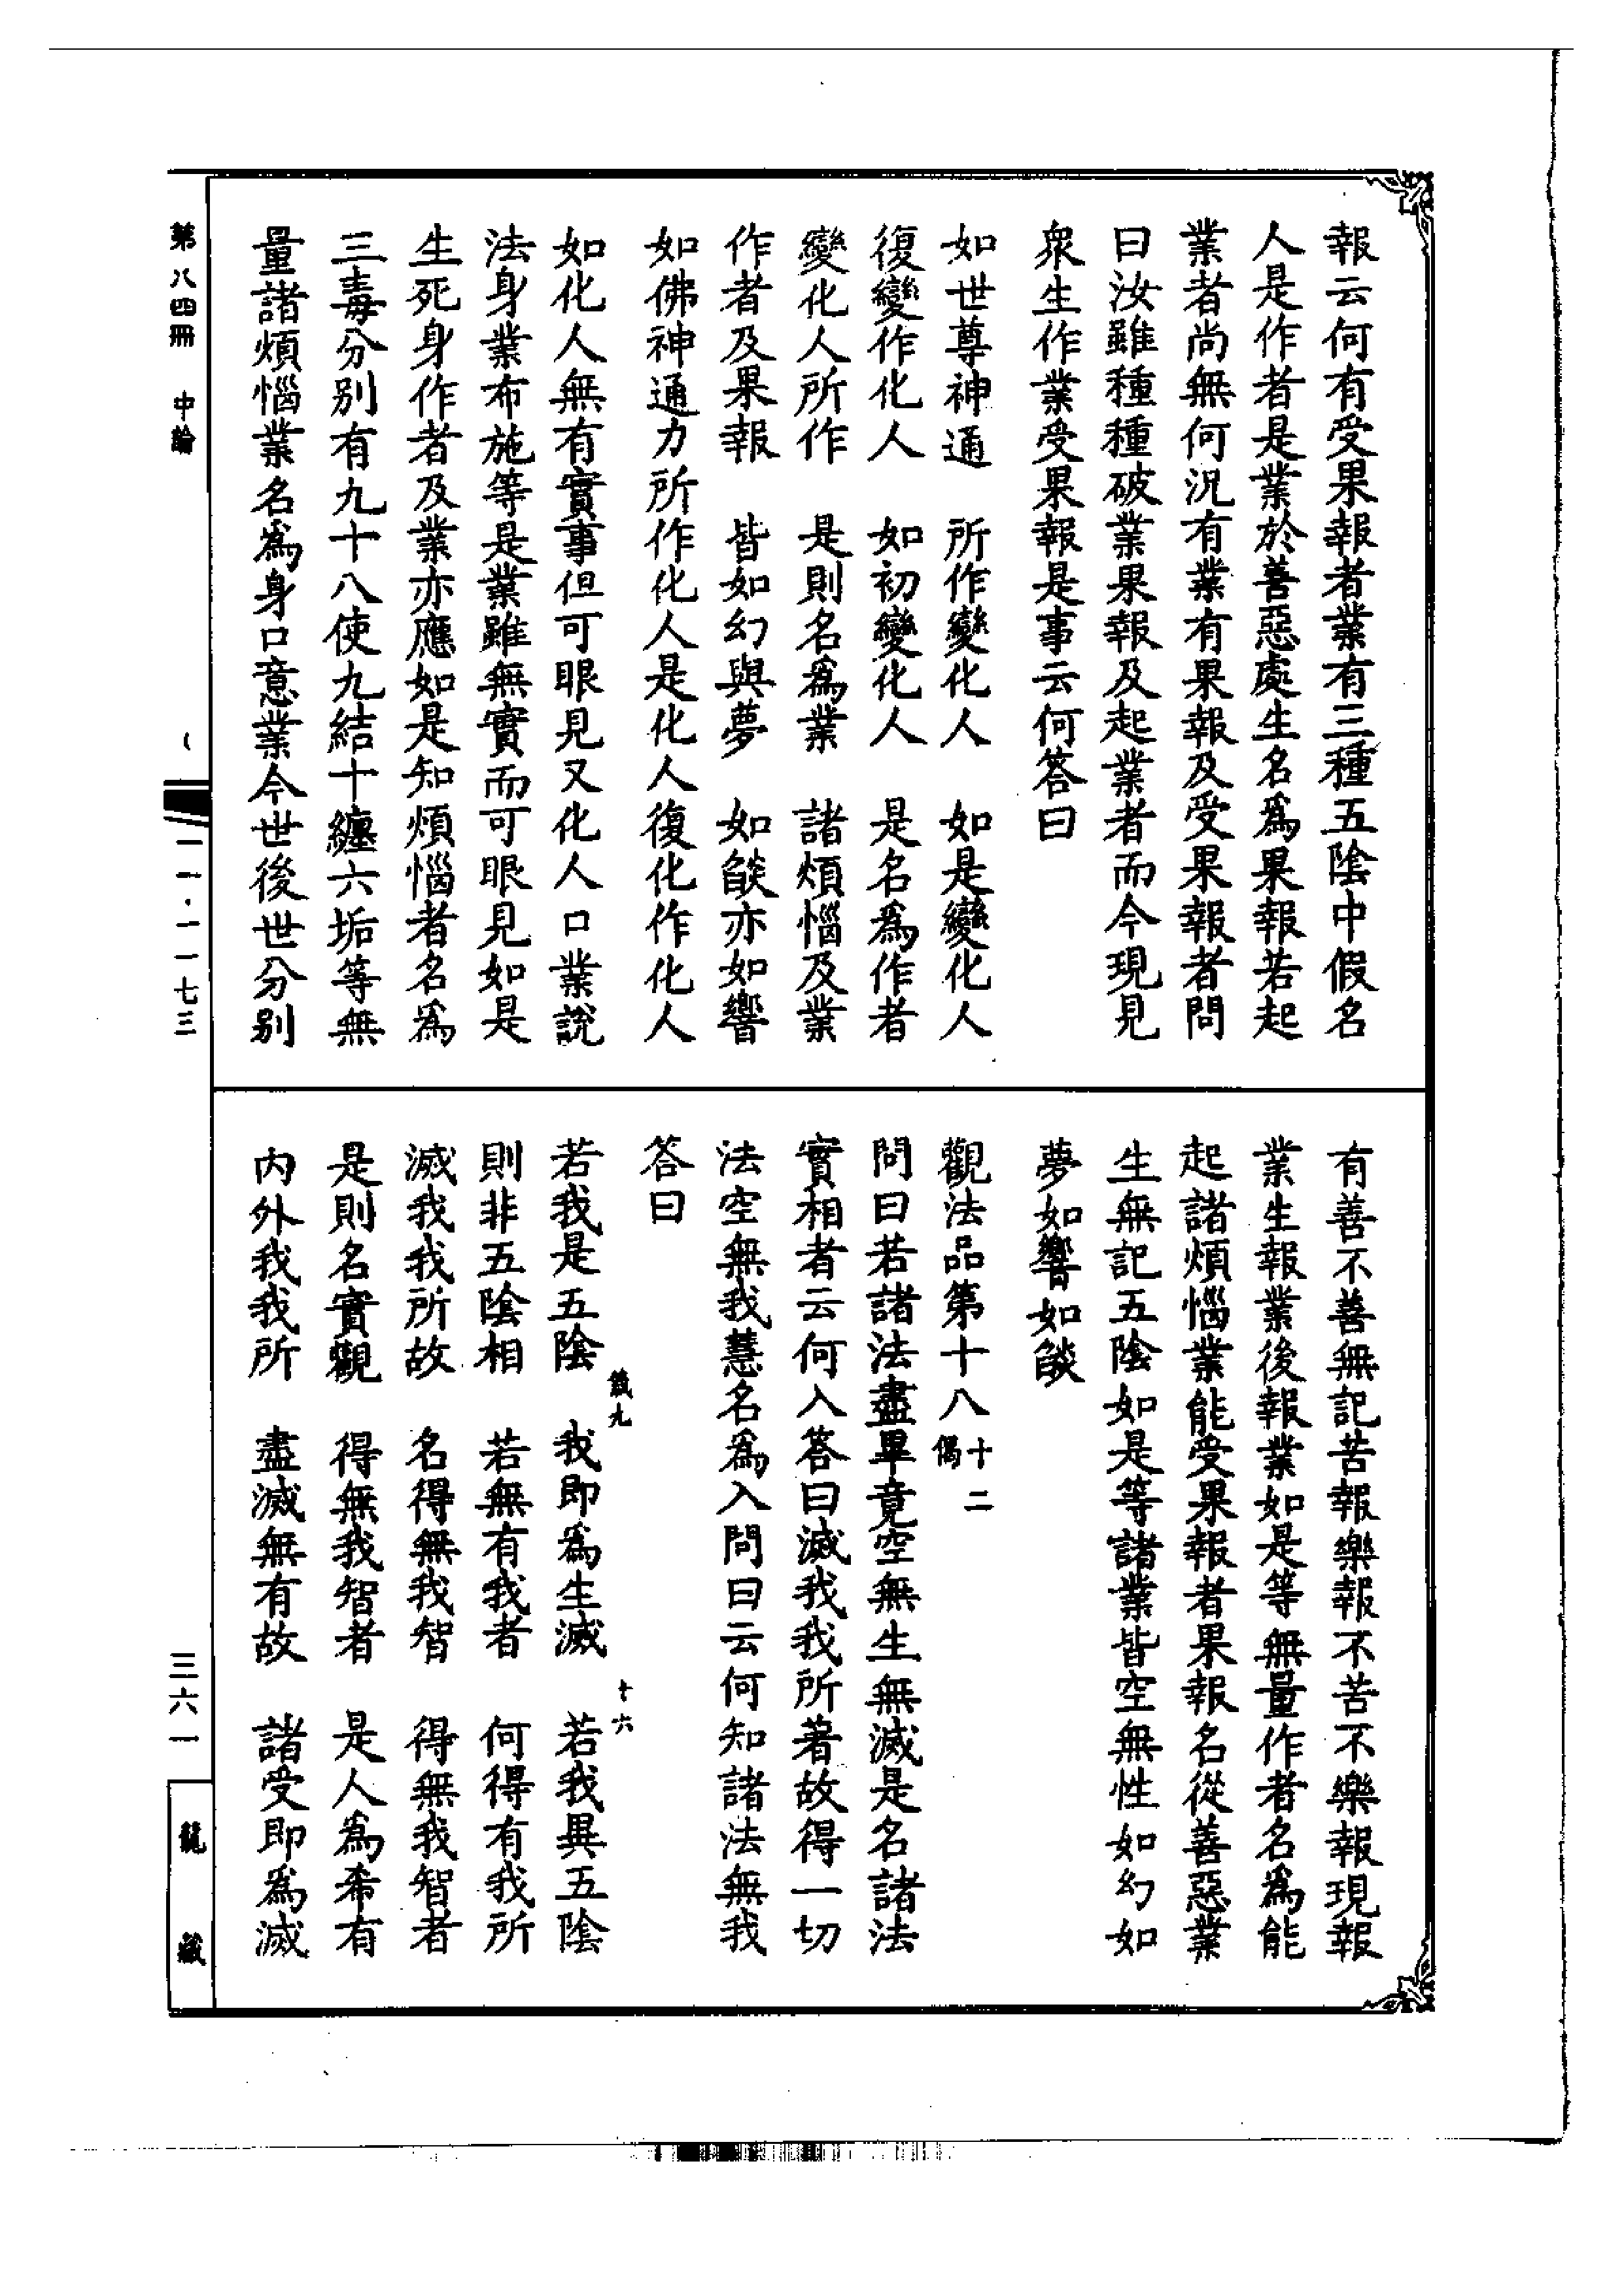 報云何有受果報者業有三種五陰中假名
人是作者是業於善惡處生名為果報若起
業者尚無何況有業有果報及受果報者問
曰汝雖種種破業果報及起業者而今現見
衆生作業受果報是事云何答曰
如世尊神通　所作變化人　如是變化人
復變作化人　如初變化人　是名為作者
變化人所作　是則名為業　諸煩惱及業
作者及果報　皆如幻與夢　如燄亦如響
如佛神通力所作化人是化人復化作化人
如化人無有實事但可眼見又化人口業說
法身業布施等是業雖無實而可眼見如是
生死身作者及業亦應如是知煩惱者名為
三毒分別有九十八使九結十纏六垢等無
量諸煩惱業名為身口意業今世後世分別
有善不善無記苦報樂報不苦不樂報現報
業生報業後報業如是等無量作者名為能
起諸煩惱業能受果報者果報名從善惡業
生無記五陰如是等諸業皆空無性如幻如
夢如響如燄
觀法品第十八 十二偈
問曰若諸法盡畢竟空無生無滅是名諸法
實相者云何入答曰滅我我所著故得一切
法空無我慧名為入問曰云何知諸法無我
答曰
籖九 十六
若我是五陰　我即為生滅　若我異五陰
則非五陰相　若無有我者　何得有我所
滅我我所故　名得無我智　得無我智者
是則名實觀　得無我智者　是人為希有
內外我我所　盡滅無有故　諸受即為滅
第八四冊　中論
一一·一一七三
三六一
龍藏